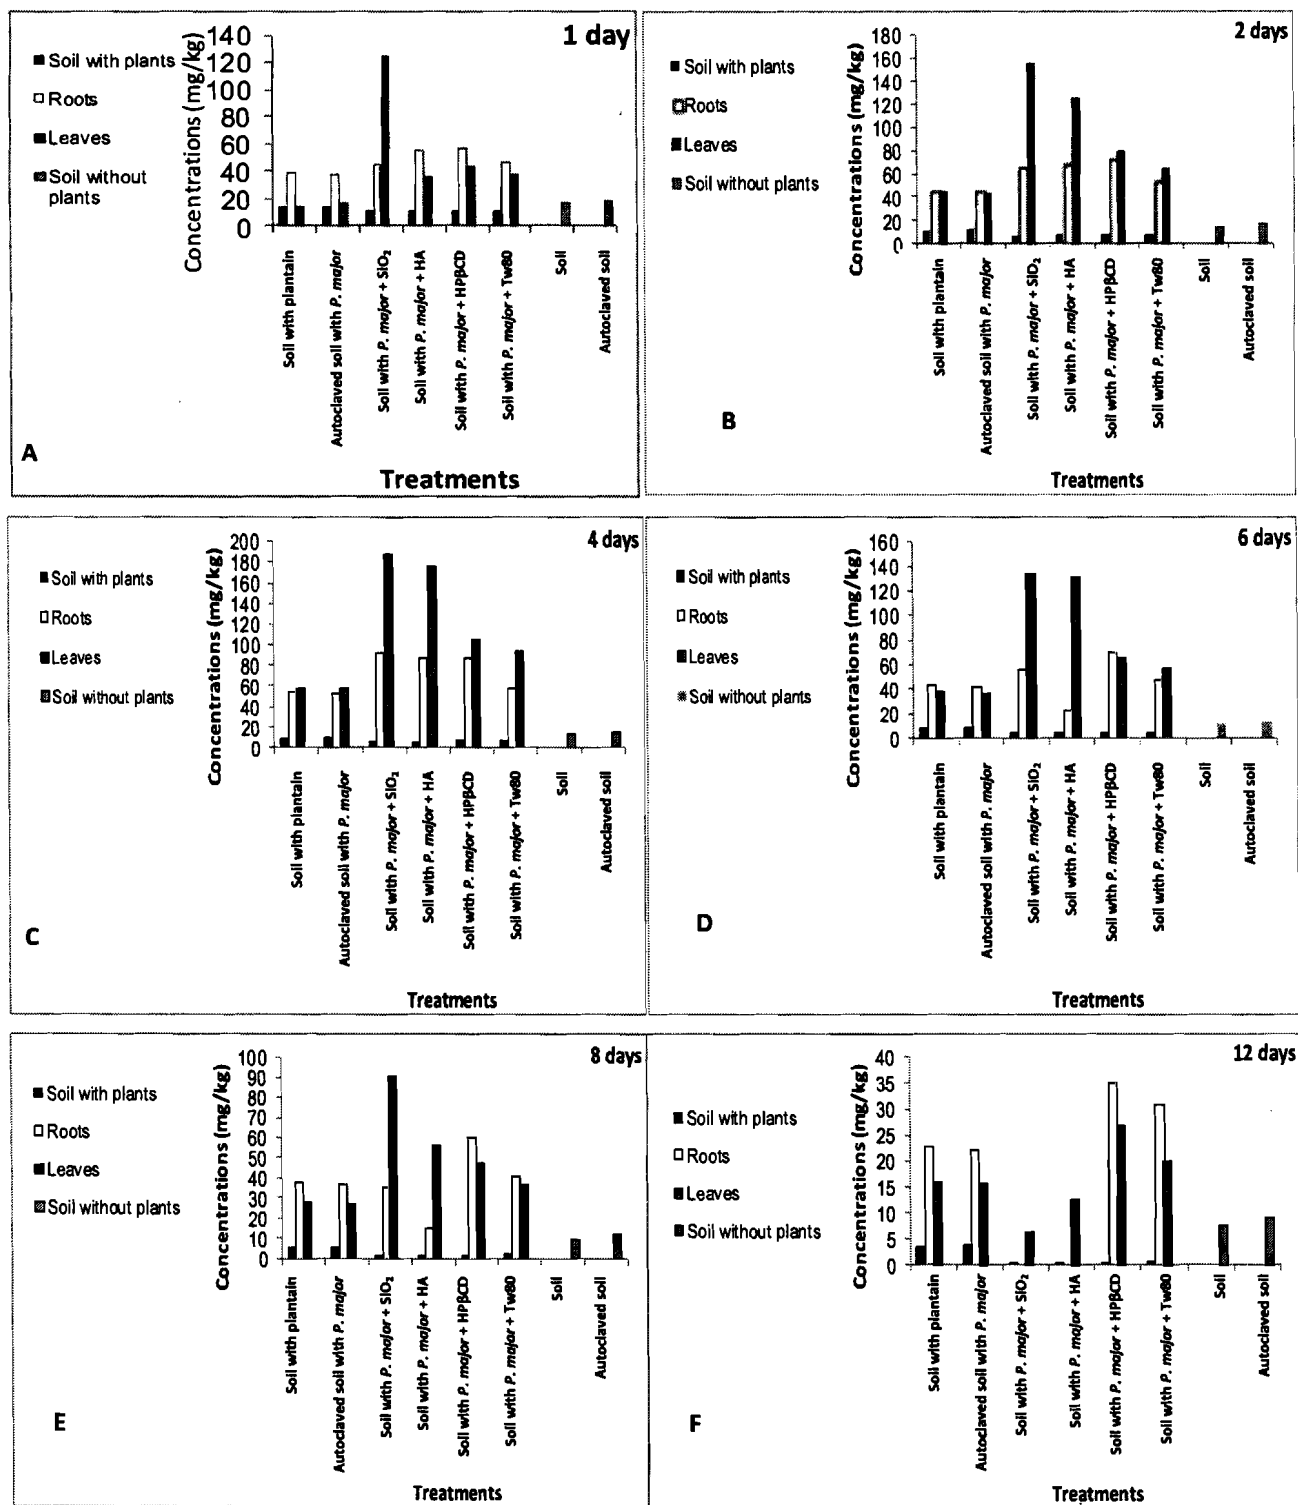 1 day
Concentrations (mg/kg)
140
120
100
80
60
40
20
0
Soil with plants
Roots
Leaves
Soil without
plants
Soil with plantain
Autoclaved soil with P. major
Soil with P. major + SiO₂
Soil with P. major + HA
Soil with P. major + HPβCD
Soil with P. major + Tw80
Soil
Autoclaved soil
A
Treatments
2 days
Concentrations (mg/kg)
180
160
140
120
100
80
60
40
20
0
Soil with plants
Roots
Leaves
Soil without plants
Soil with plantain
Autoclaved soil with P. major
Soil with P. major + SiO₂
Soil with P. major + HA
Soil with P. major + HPβCD
Soil with P. major + Tw80
Soil
Autoclaved soil
B
Treatments
4 days
Concentrations (mg/kg)
200
180
160
140
120
100
80
60
40
20
0
Soil with plants
Roots
Leaves
Soil without plants
Soil with plantain
Autoclaved soil with P. major
Soil with P. major + SiO₂
Soil with P. major + HA
Soil with P. major + HPβCD
Soil with P. major + Tw80
Soil
Autoclaved soil
C
Treatments
6 days
Concentrations (mg/kg)
160
140
120
100
80
60
40
20
0
Soil with plants
Roots
Leaves
Soil without plants
Soil with plantain
Autoclaved soil with P. major
Soil with P. major + SiO₂
Soil with P. major + HA
Soil with P. major + HPβCD
Soil with P. major + Tw80
Soil
Autoclaved soil
D
Treatments
8 days
Concentrations (mg/kg)
100
90
80
70
60
50
40
30
20
10
0
Soil with plants
Roots
Leaves
Soil without plants
Soil with plantain
Autoclaved soil with P. major
Soil with P. major + SiO₂
Soil with P. major + HA
Soil with P. major + HPβCD
Soil with P. major + Tw80
Soil
Autoclaved soil
E
Treatments
12 days
Concentrations (mg/kg)
40
35
30
25
20
15
10
5
0
Soil with plants
Roots
Leaves
Soil without plants
Soil with plantain
Autoclaved soil with P. major
Soil with P. major + SiO₂
Soil with P. major + HA
Soil with P. major + HPβCD
Soil with P. major + Tw80
Soil
Autoclaved soil
F
Treatments